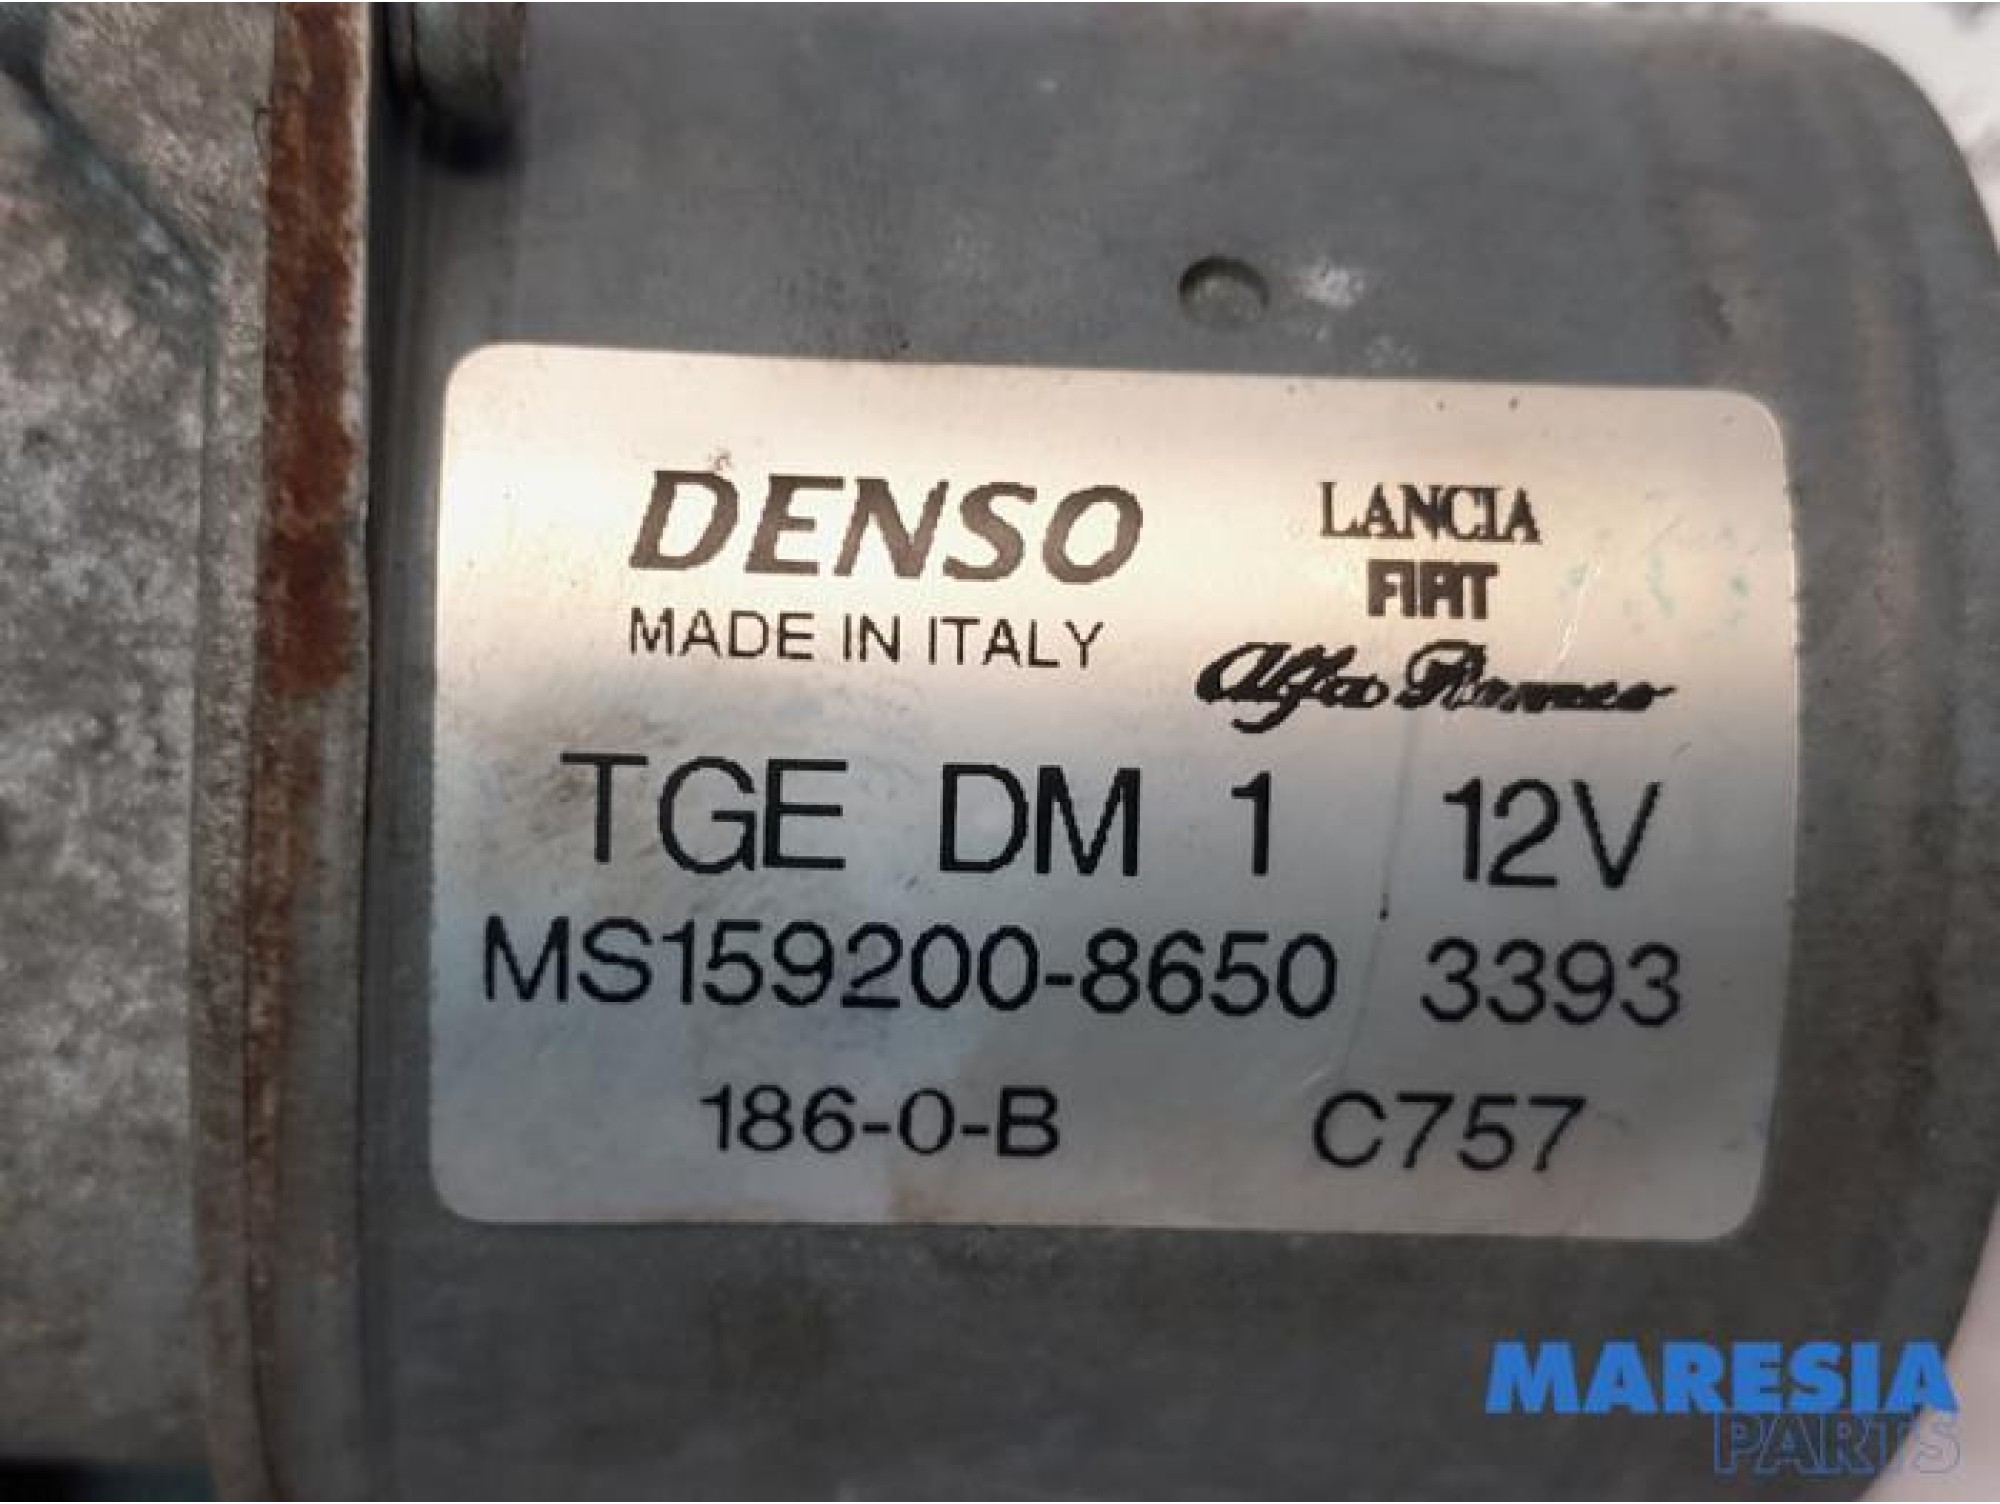 DENSO
MADE IN ITALY
LANCIA
FIAT
Alfa Romeo
TGE DM 1 12V
MS159200-8650 3393
186-0-B C757
MARESIA
PARTS